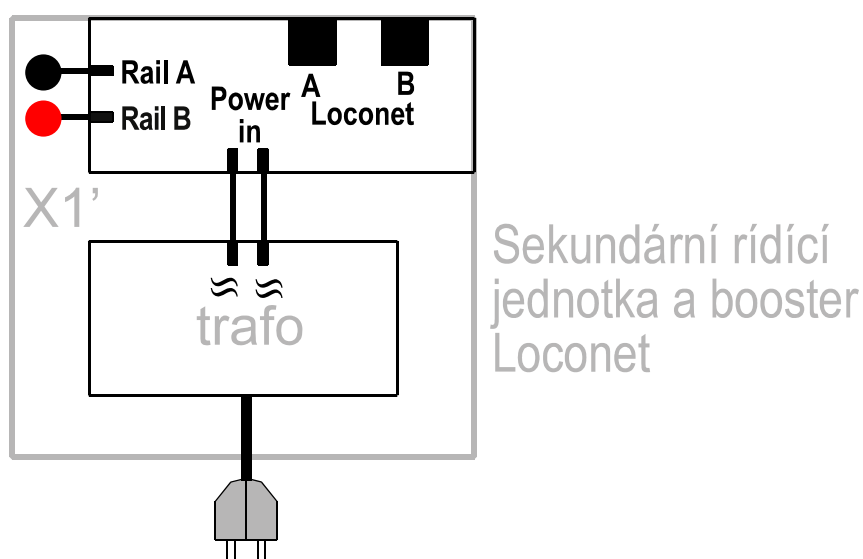 Rail A
Rail B
Power
in
A
B
Loconet
X1’
≈ ≈
trafo
Sekundární rídící
jednotka a booster
Loconet